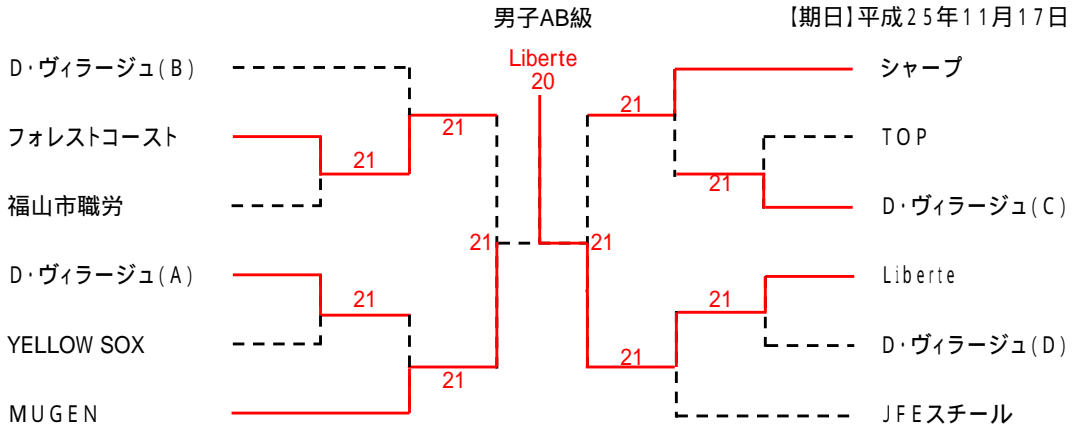 男子AB級
【期日】平成25年11月17日
Liberte
20
D・ヴィラージュ(B)
シャープ
21
21
フォレストコースト
TOP
21
21
福山市職労
D・ヴィラージュ(C)
21
21
D・ヴィラージュ(A)
Liberte
21
21
YELLOW SOX
D・ヴィラージュ(D)
21
21
MUGEN
JFEスチール